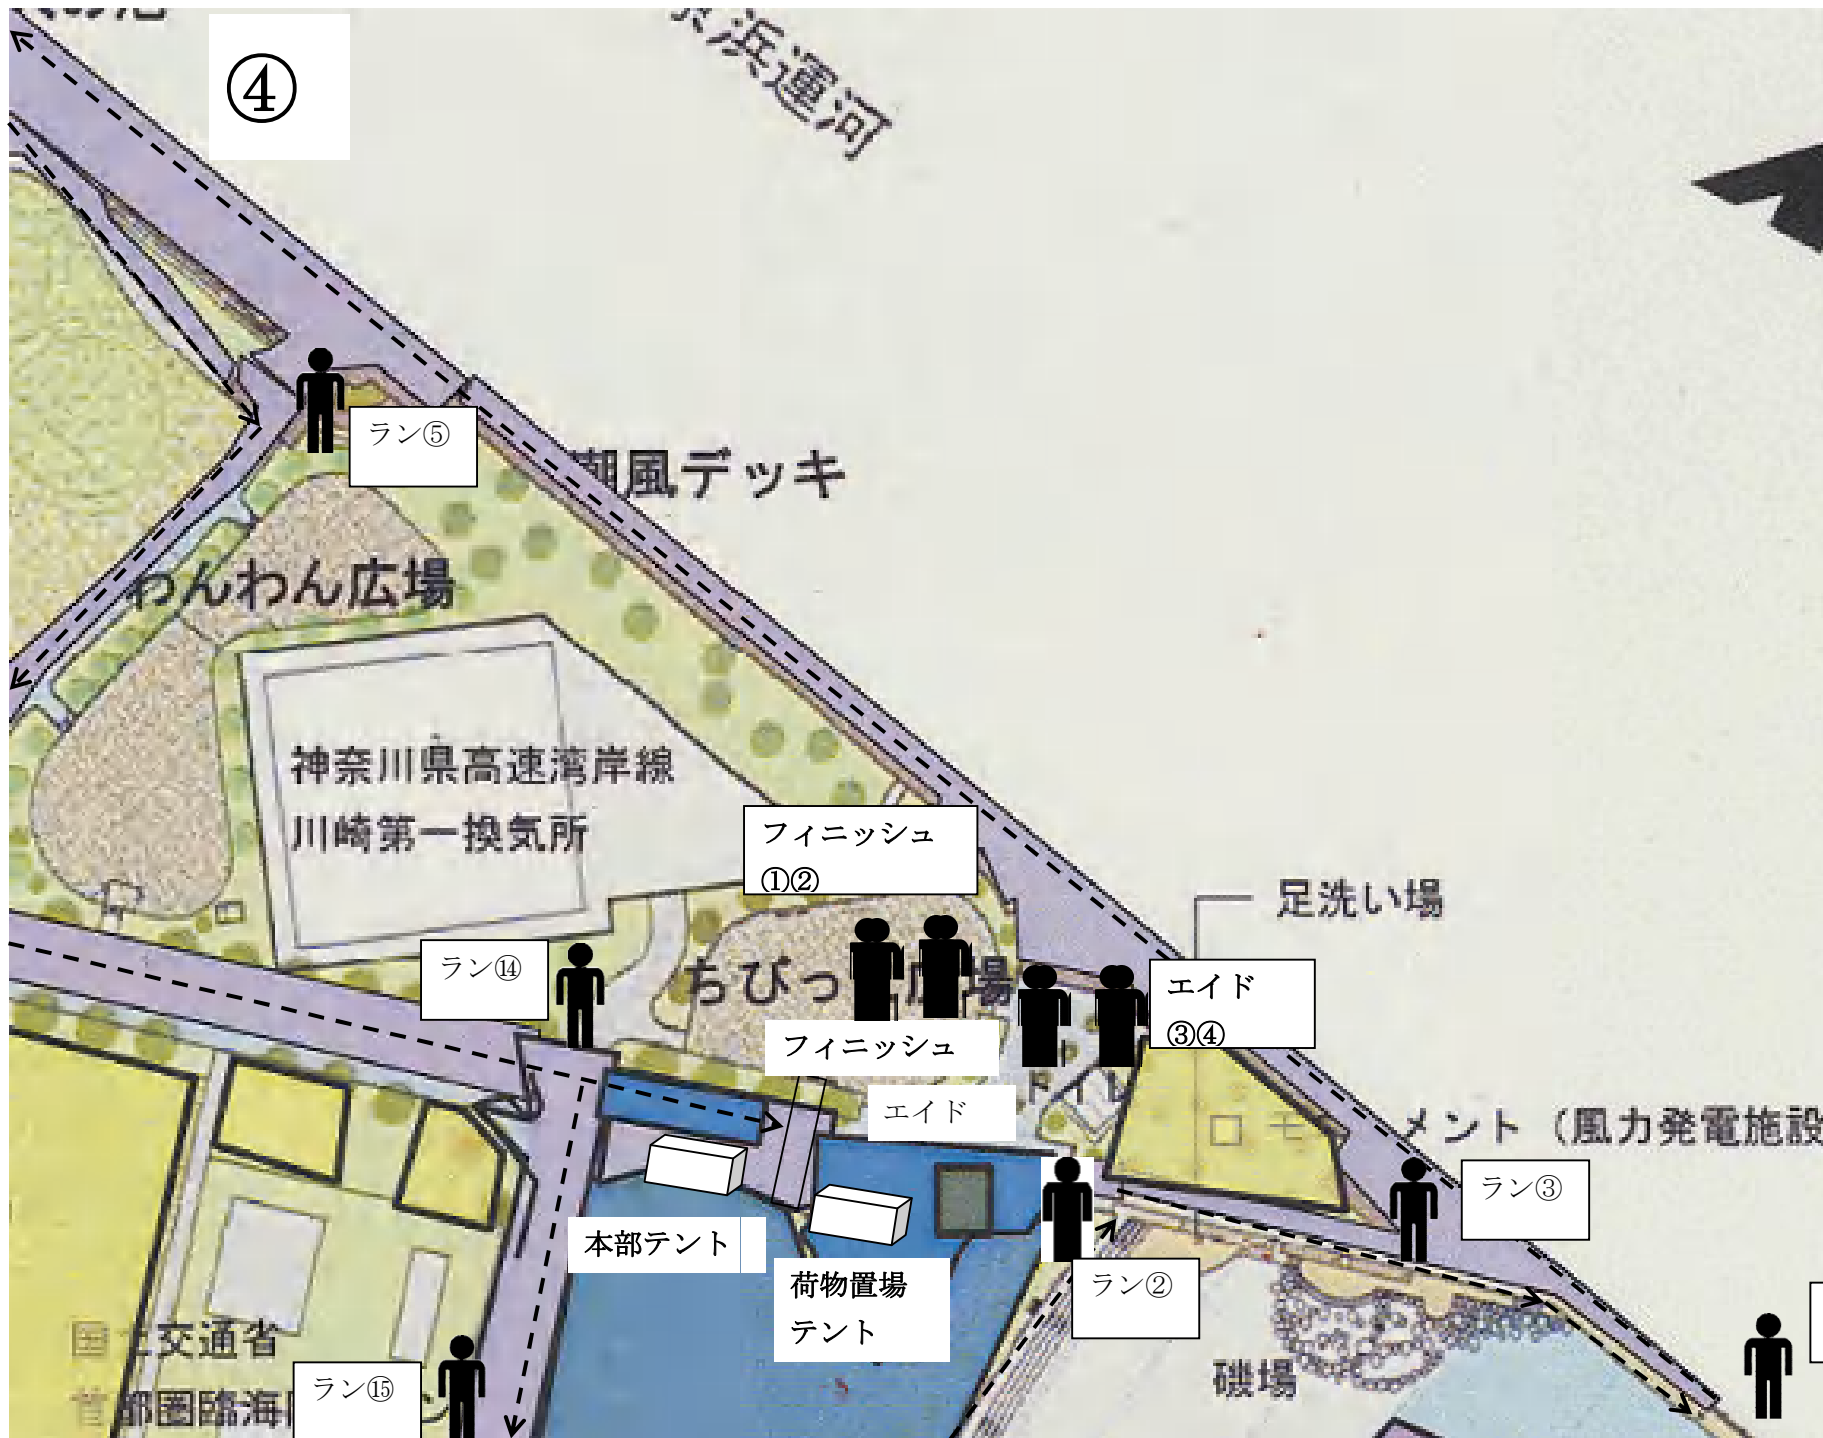 ④
浜運河
ラン⑤
潮風デッキ
わんわん広場
神奈川県高速湾岸線
川崎第一換気所
フィニッシュ
①②
足洗い場
ラン⑭
ちびっ
広場
エイド
③④
フィニッシュ
エイド
メント（風力発電施設
ラン③
本部テント
荷物置場
テント
ラン②
国土交通省
ラン⑮
磯場